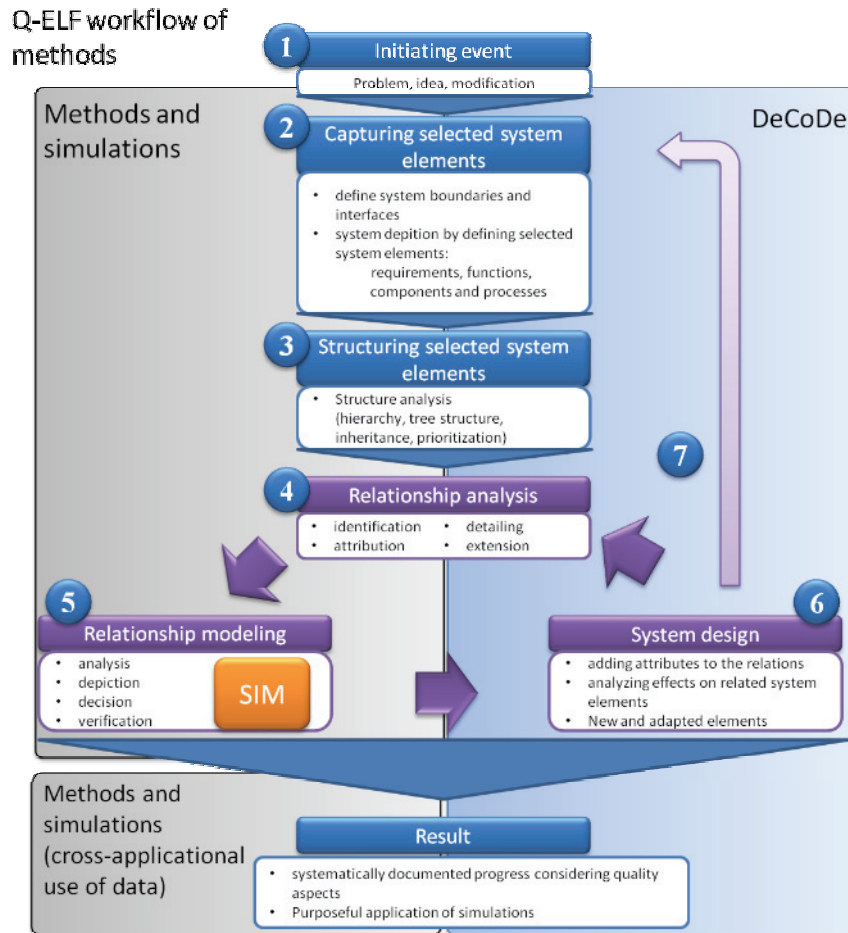 Q-ELF workflow of
methods
1
Initiating event
Problem, idea, modification
Methods and
simulations
DeCoDe
2
Capturing selected system
elements
• define system boundaries and
interfaces
• system depition by defining selected
system elements:
requirements, functions,
components and processes
3
Structuring selected system
elements
• Structure analysis
(hierarchy, tree structure,
inheritance, prioritization)
7
4
Relationship analysis
• identification • detailing
• attribution • extension
5
Relationship modeling
• analysis
• depiction
• decision
• verification
SIM
6
System design
• adding attributes to the relations
• analyzing effects on related system
elements
• New and adapted elements
Methods and
simulations
(cross-applicational
use of data)
Result
• systematically documented progress considering quality
aspects
• Purposeful application of simulations